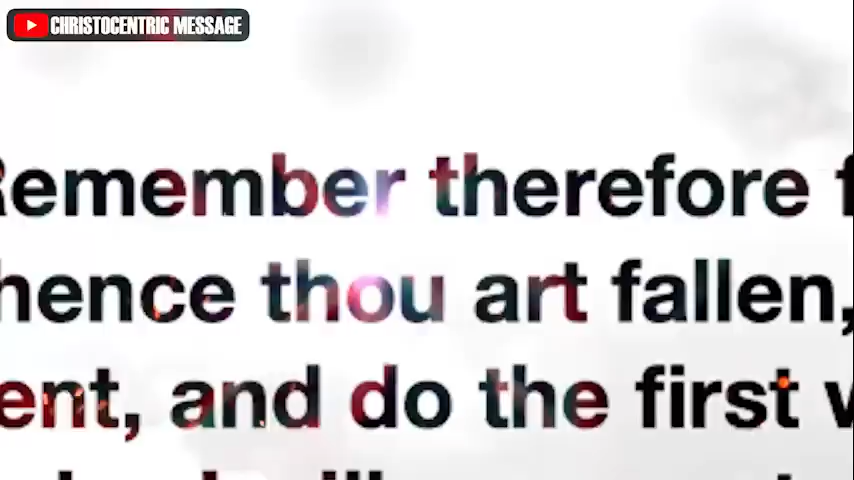 CHRISTOCENTRIC MESSAGE
Remember therefore f
hence thou art fallen,
ent, and do the first w